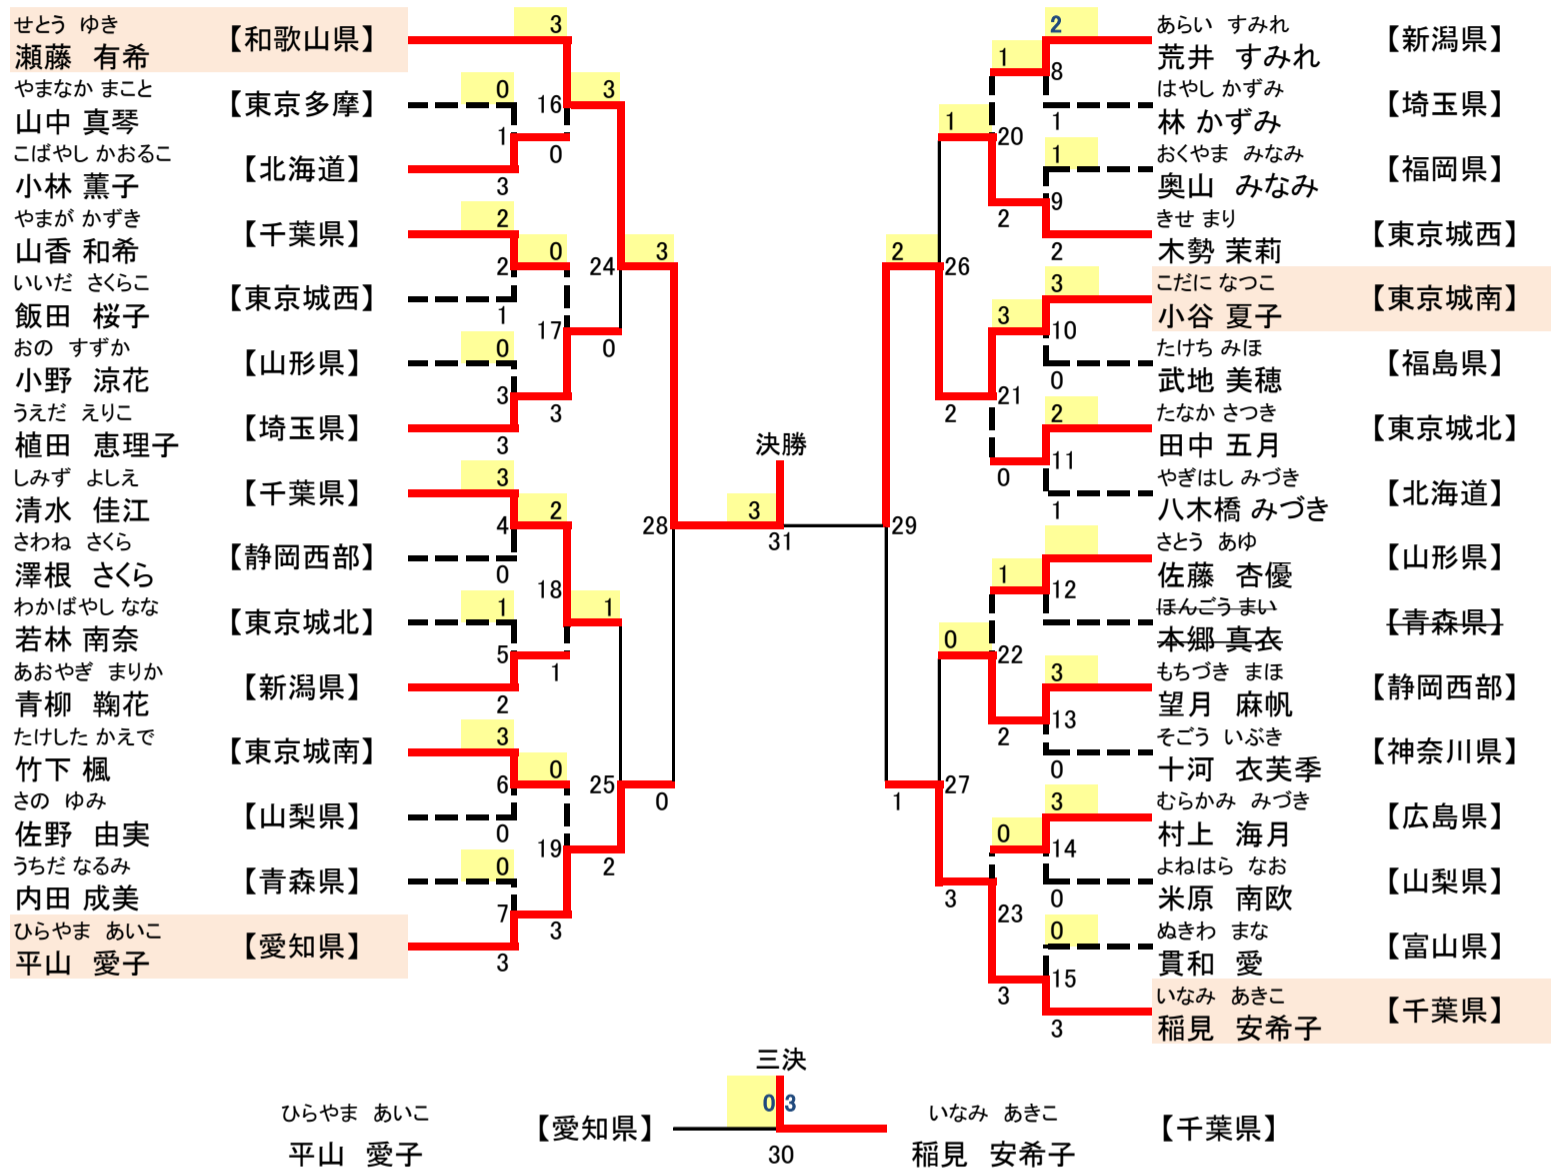 せとう ゆき
瀬藤 有希 【和歌山県】 3
やまなか まこと
山中 真琴 【東京多摩】 0
16 3
1
0
こばやし かおるこ
小林 薫子 【北海道】 3
やまが かずき
山香 和希 【千葉県】 2
2 0
24 3
いいだ さくらこ
飯田 桜子 【東京城西】 1
17
0
おの すずか
小野 涼花 【山形県】 0
3
3
うえだ えりこ
植田 恵理子 【埼玉県】 3
しみず よしえ
清水 佳江 【千葉県】 3
4 2
28
さわね さくら
澤根 さくら 【静岡西部】 0
18 1
わかばやし なな
若林 南奈 【東京城北】 1
5
1
あおやぎ まりか
青柳 鞠花 【新潟県】 2
たけした かえで
竹下 楓 【東京城南】 3
6 0
25
0
さの ゆみ
佐野 由実 【山梨県】 0
19
2
うちだ なるみ
内田 成美 【青森県】 0
7
3
ひらやま あいこ
平山 愛子 【愛知県】 3
決勝
3
31
2 あらい すみれ
荒井 すみれ 【新潟県】
1
8
1 はやし かずみ
林 かずみ 【埼玉県】
1
20
1 おくやま みなみ
奥山 みなみ 【福岡県】
9
2
2 きせ まり
木勢 茉莉 【東京城西】
2
26
3 こだに なつこ
小谷 夏子 【東京城南】
3
10
0 たけち みほ
武地 美穂 【福島県】
21
2
2 たなか さつき
田中 五月 【東京城北】
11
0
1 やぎはし みづき
八木橋 みづき 【北海道】
29
さとう あゆ
佐藤 杏優 【山形県】
1
12
ほんごう まい
本郷 真衣 【青森県】
0
22
3 もちづき まほ
望月 麻帆 【静岡西部】
13
2
0 そごう いぶき
十河 衣芙季 【神奈川県】
27
1
3 むらかみ みづき
村上 海月 【広島県】
0
14
0 よねはら なお
米原 南欧 【山梨県】
3
23
0 ぬきわ まな
貫和 愛 【富山県】
15
3
3 いなみ あきこ
稲見 安希子 【千葉県】
三決
0 3
ひらやま あいこ
平山 愛子 【愛知県】
30
いなみ あきこ
稲見 安希子 【千葉県】